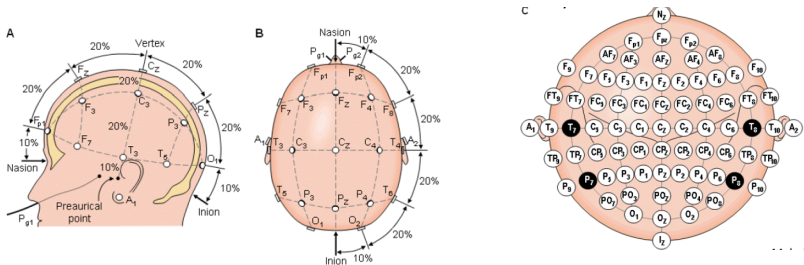 A
Vertex
20%
20%
Cz
Fz
20%
20%
20%
F3
C3
Pz
Fp1
20%
P3
20%
10%
F7
T3
T5
O1
Nasion
10%
10%
Preaurical
point
A1
Inion
Pg1
B
Nasion
Pg1 Pg2
10%
Fp1 Fp2
20%
F7 F3 Fz F4 F8
20%
A1 A2
T3 C3 Cz C4 T4
20%
T5 P3 Pz P4 T6
20%
O1 O2
Inion
10%
C
Nz
Fp1 Fpz Fp2
AF7 AF3 AFz AF4 AF8
F9 F7 F5 F3 F1 Fz F2 F4 F6 F8 F10
FT9 FT7 FC5 FC3 FC1 FCz FC2 FC4 FC6 FT8 FT10
A1 T9 T7 C5 C3 C1 Cz C2 C4 C6 T8 T10 A2
TP9 TP7 CP5 CP3 CP1 CPz CP2 CP4 CP6 TP8 TP10
P9 P7 P5 P3 P1 Pz P2 P4 P6 P8 P10
PO7 PO3 POz PO4 PO8
O1 Oz O2
Iz